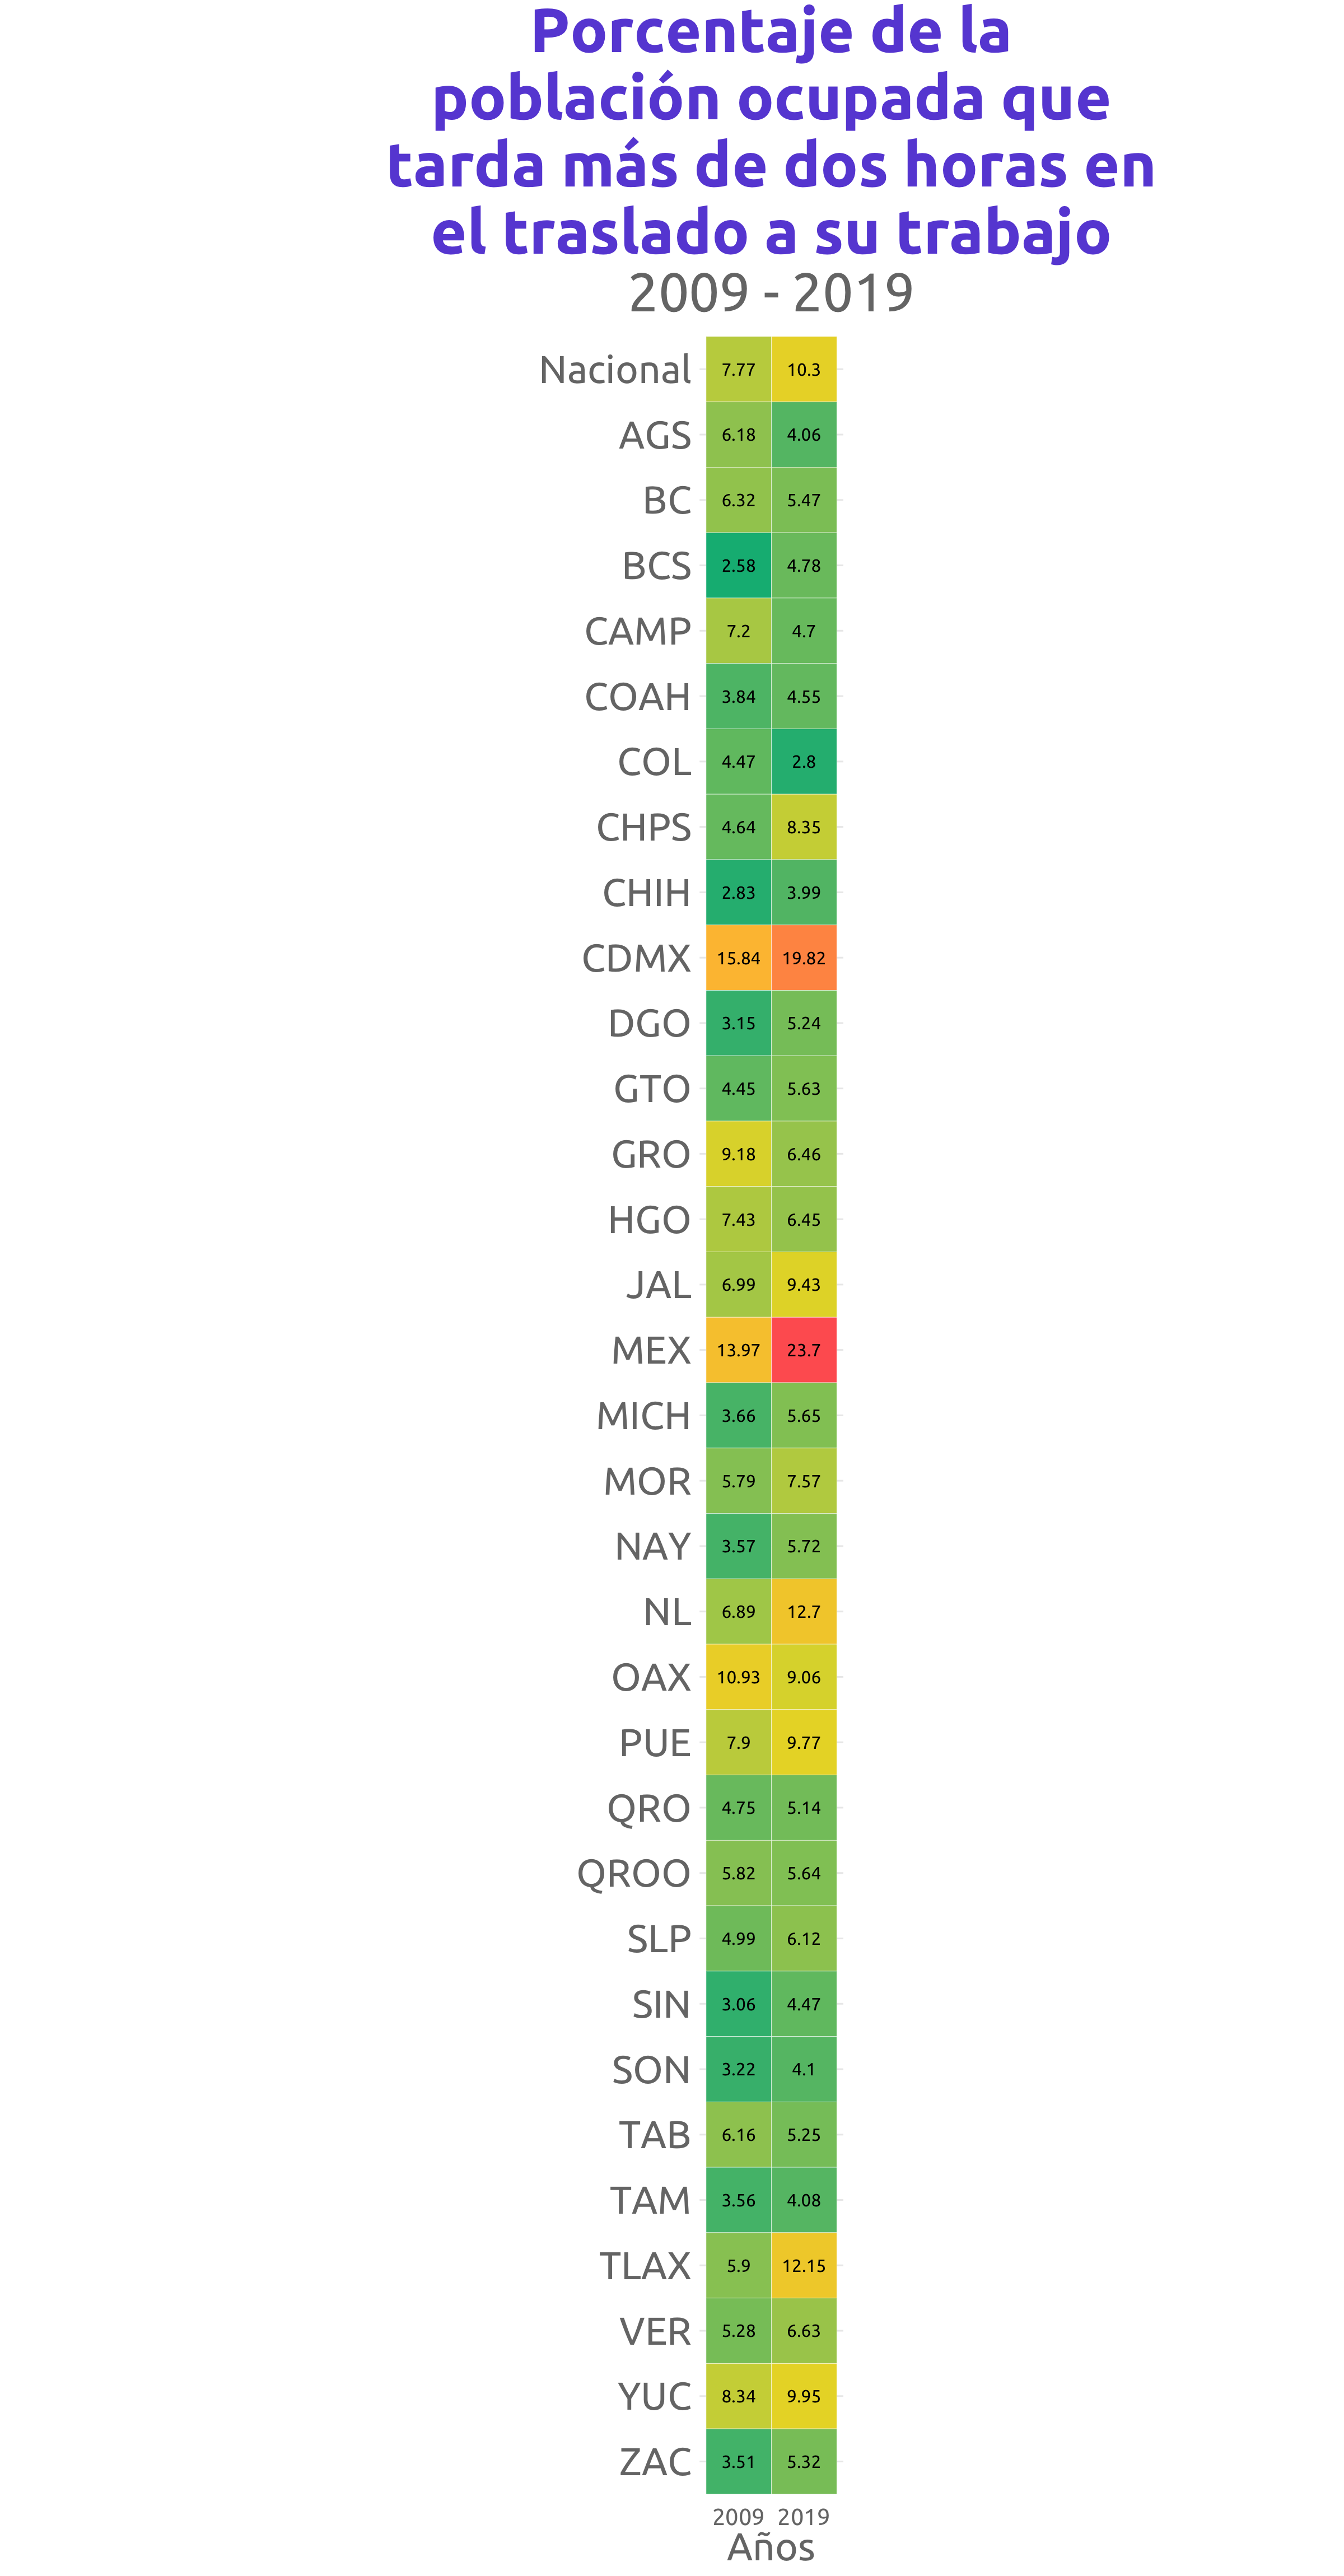 Porcentaje de la
población ocupada que
tarda más de dos horas en
el traslado a su trabajo
2009 - 2019
Nacional 7.77 10.3
AGS 6.18 4.06
BC 6.32 5.47
BCS 2.58 4.78
CAMP 7.2 4.7
COAH 3.84 4.55
COL 4.47 2.8
CHPS 4.64 8.35
CHIH 2.83 3.99
CDMX 15.84 19.82
DGO 3.15 5.24
GTO 4.45 5.63
GRO 9.18 6.46
HGO 7.43 6.45
JAL 6.99 9.43
MEX 13.97 23.7
MICH 3.66 5.65
MOR 5.79 7.57
NAY 3.57 5.72
NL 6.89 12.7
OAX 10.93 9.06
PUE 7.9 9.77
QRO 4.75 5.14
QROO 5.82 5.64
SLP 4.99 6.12
SIN 3.06 4.47
SON 3.22 4.1
TAB 6.16 5.25
TAM 3.56 4.08
TLAX 5.9 12.15
VER 5.28 6.63
YUC 8.34 9.95
ZAC 3.51 5.32
2009 2019
Años